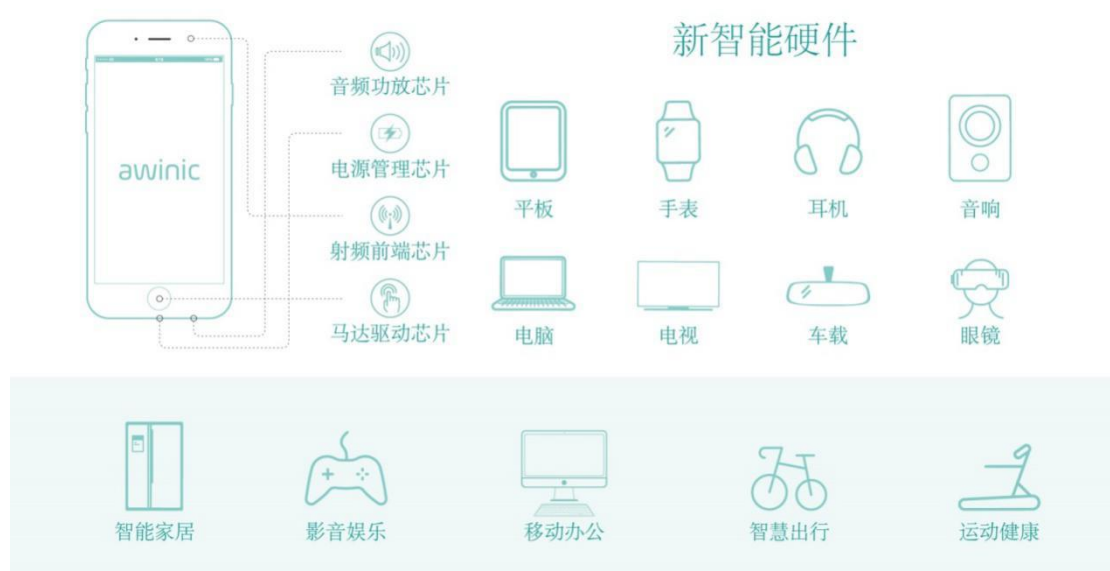 awinic
音频功放芯片
电源管理芯片
射频前端芯片
马达驱动芯片
新智能硬件
平板
手表
耳机
音响
电脑
电视
车载
眼镜
智能家居
影音娱乐
移动办公
智慧出行
运动健康